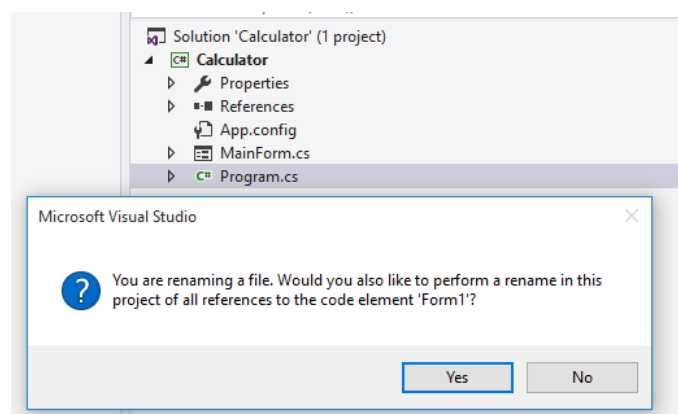 Solution 'Calculator' (1 project)
C# Calculator
Properties
References
App.config
MainForm.cs
C# Program.cs
Microsoft Visual Studio
You are renaming a file. Would you also like to perform a rename in this
project of all references to the code element 'Form1'?
Yes
No